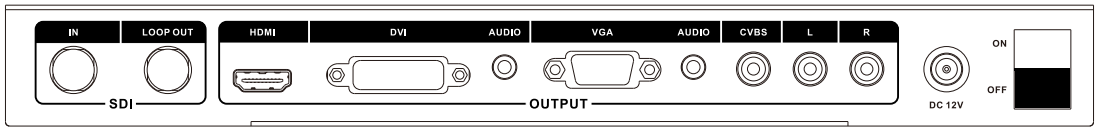 IN LOOP OUT HDMI DVI AUDIO VGA AUDIO CVBS L R
ON
OFF
SDI OUTPUT DC 12V